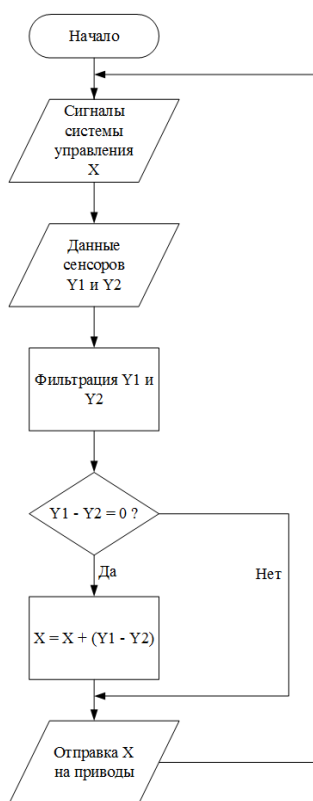 Начало
Сигналы
системы
управления
X
Данные
сенсоров
Y1 и Y2
Фильтрация Y1 и
Y2
Y1 - Y2 = 0 ?
Да
Нет
X = X + (Y1 - Y2)
Отправка X
на приводы